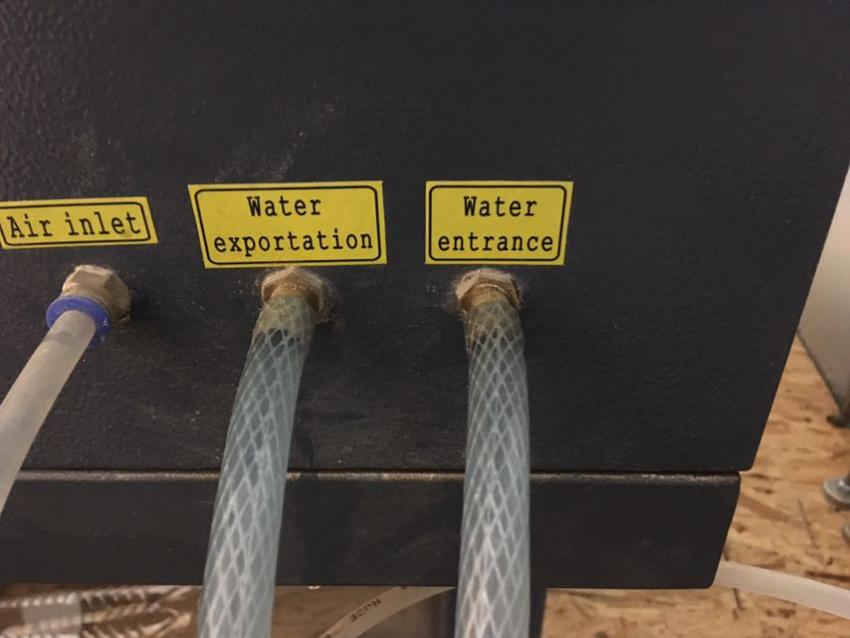 Air inlet
Water
exportation
Water
entrance